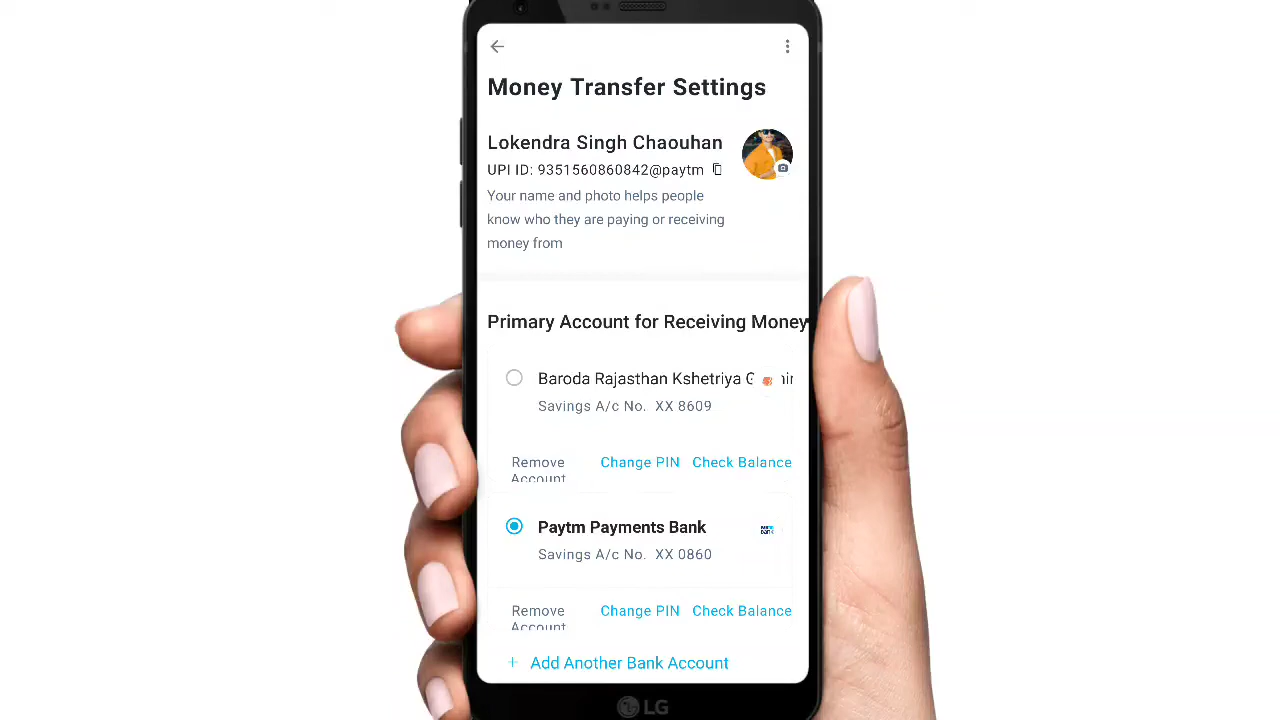 Money Transfer Settings
Lokendra Singh Chaouhan
UPI ID: 9351560860842@paytm
Your name and photo helps people
know who they are paying or receiving
money from
Primary Account for Receiving Money
Baroda Rajasthan Kshetriya G
Savings A/c No. XX 8609
Remove Change PIN Check Balance
Account
Paytm Payments Bank
Savings A/c No. XX 0860
Remove Change PIN Check Balance
Account
+ Add Another Bank Account
LG